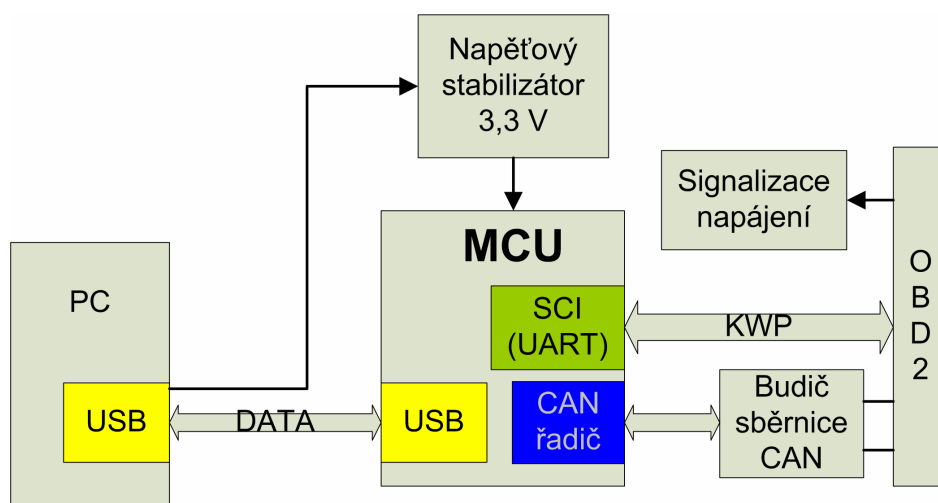 Napěťový
stabilizátor
3,3 V
Signalizace
napájení
MCU
PC
SCI
(UART)
KWP
O
B
D
2
USB
DATA
USB
CAN
řadič
Budič
sběrnice
CAN